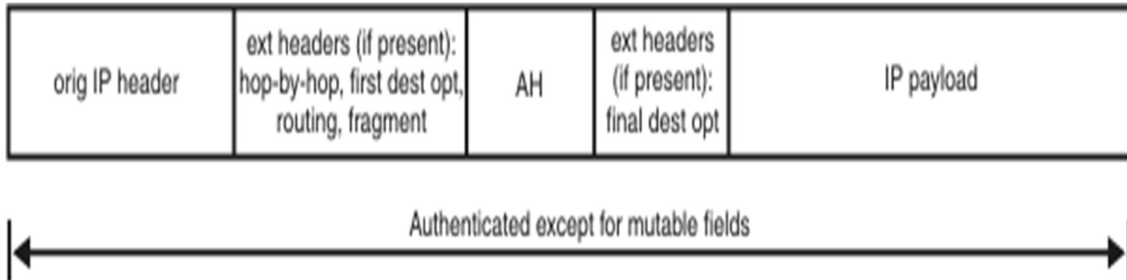 orig IP header
ext headers (if present):
hop-by-hop, first dest opt,
routing, fragment
AH
ext headers
(if present):
final dest opt
IP payload
Authenticated except for mutable fields